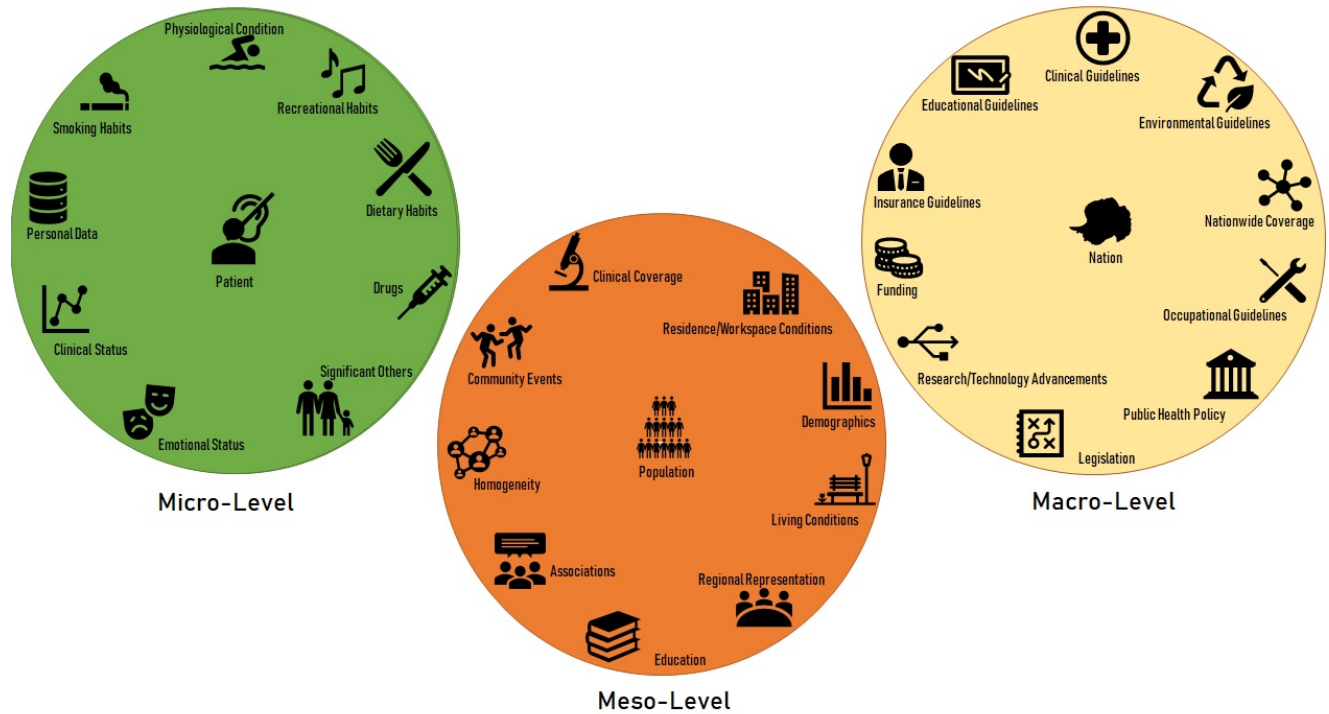 Physiological Condition
Recreational Habits
Smoking Habits
Dietary Habits
Personal Data
Patient
Drugs
Clinical Status
Significant Others
Emotional Status
Micro-Level
Clinical Coverage
Residence/Workspace Conditions
Community Events
Demographics
Population
Homogeneity
Living Conditions
Associations
Regional Representation
Education
Meso-Level
Clinical Guidelines
Educational Guidelines
Environmental Guidelines
Insurance Guidelines
Nationwide Coverage
Nation
Funding
Occupational Guidelines
Research/Technology Advancements
Public Health Policy
Legislation
Macro-Level